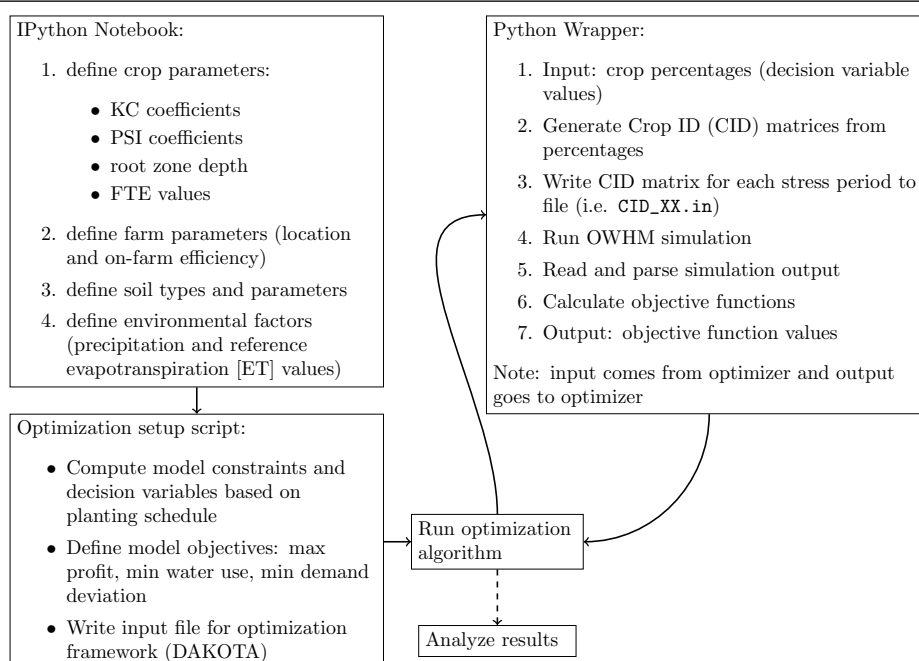 IPython Notebook:
1. define crop parameters:
• KC coefficients
• PSI coefficients
• root zone depth
• FTE values
2. define farm parameters (location
and on-farm efficiency)
3. define soil types and parameters
4. define environmental factors
(precipitation and reference
evapotranspiration [ET] values)
Optimization setup script:
• Compute model constraints and
decision variables based on
planting schedule
• Define model objectives: max
profit, min water use, min demand
deviation
• Write input file for optimization
framework (DAKOTA)
Run optimization
algorithm
Analyze results
Python Wrapper:
1. Input: crop percentages (decision variable
values)
2. Generate Crop ID (CID) matrices from
percentages
3. Write CID matrix for each stress period to
file (i.e. CID_XX.in)
4. Run OWHM simulation
5. Read and parse simulation output
6. Calculate objective functions
7. Output: objective function values
Note: input comes from optimizer and output
goes to optimizer